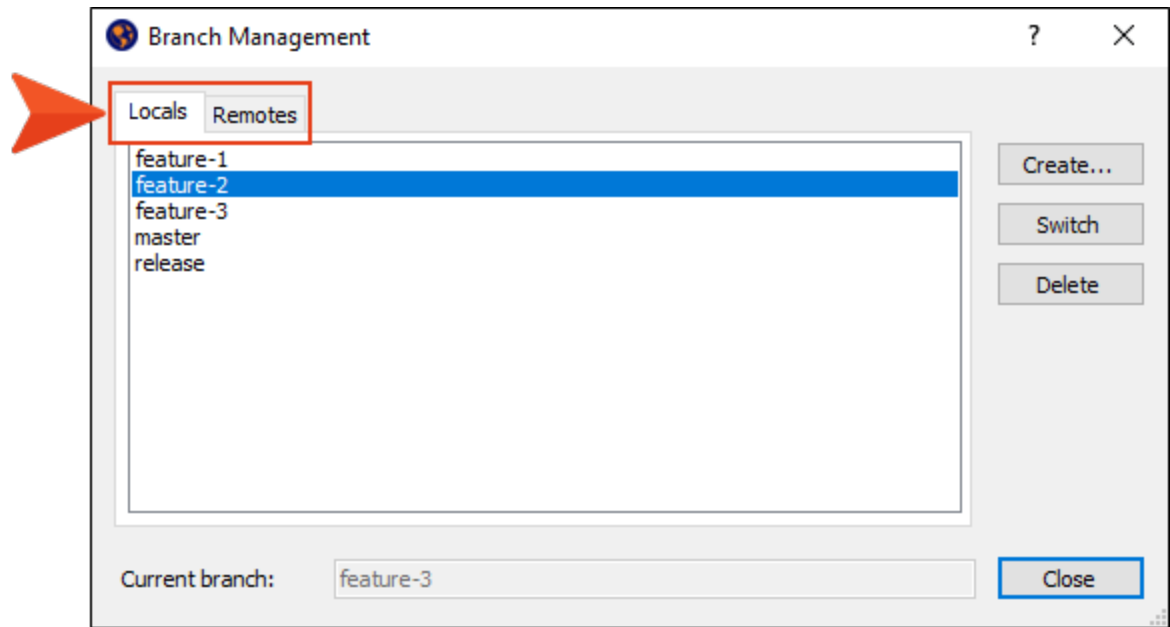 Branch Management
Locals Remotes
feature-1
feature-2
feature-3
master
release
Create...
Switch
Delete
Current branch: feature-3
Close